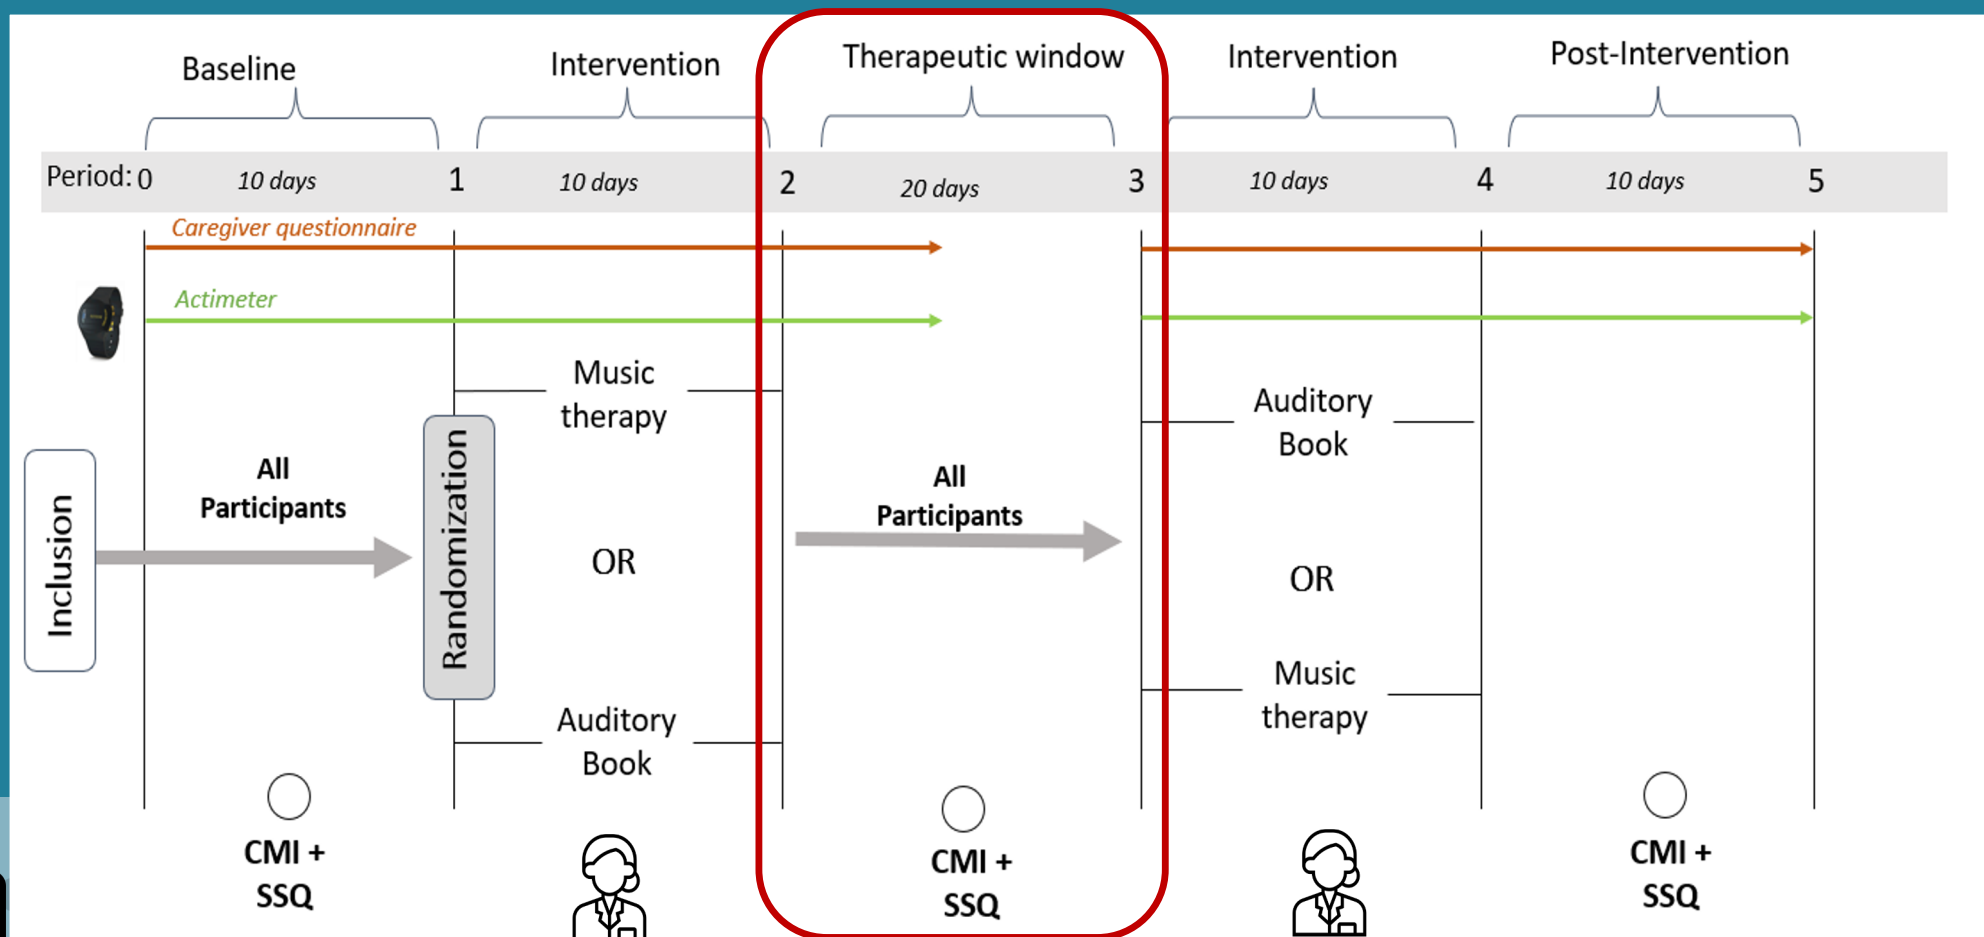 Baseline
Intervention
Therapeutic window
Intervention
Post-Intervention
Period: 0 10 days 1 10 days 2 20 days 3 10 days 4 10 days 5
Caregiver questionnaire
Actimeter
Music
therapy
Auditory
Book
Inclusion
All
Participants
Randomization
OR
All
Participants
OR
Auditory
Book
Music
therapy
CMI +
SSQ
CMI +
SSQ
CMI +
SSQ